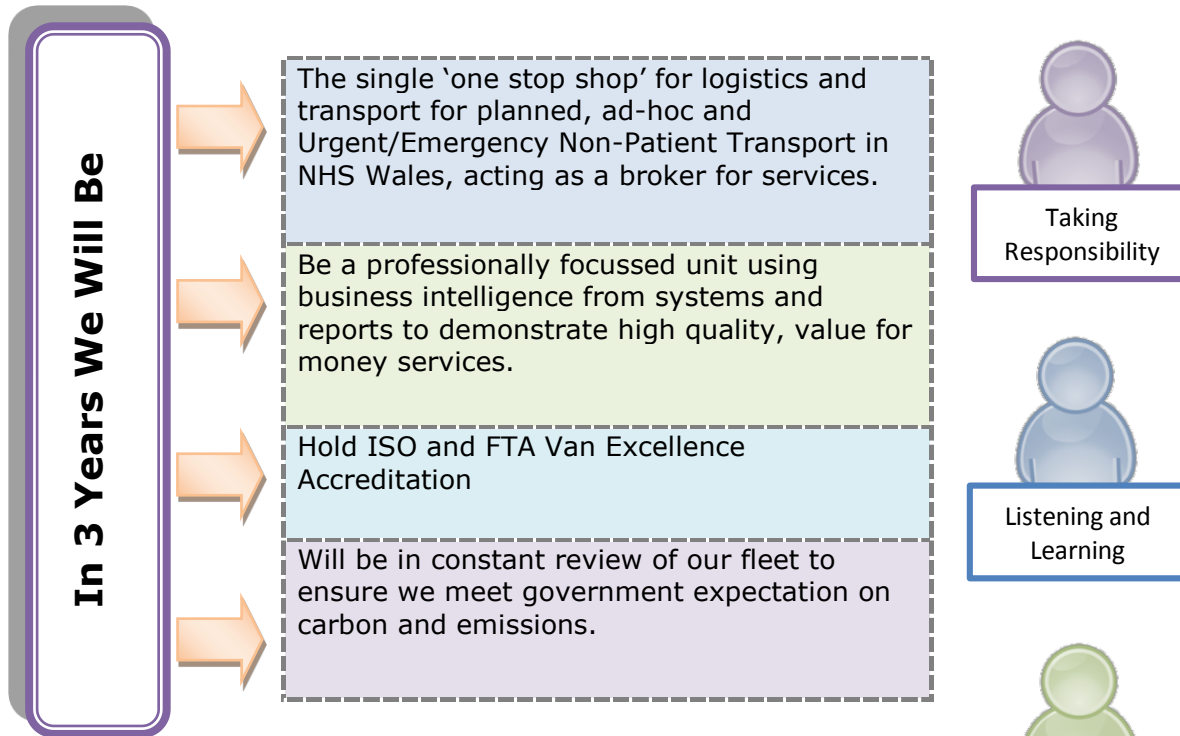 In 3 Years We Will Be
The single ‘one stop shop’ for logistics and
transport for planned, ad-hoc and
Urgent/Emergency Non-Patient Transport in
NHS Wales, acting as a broker for services.
Be a professionally focussed unit using
business intelligence from systems and
reports to demonstrate high quality, value for
money services.
Hold ISO and FTA Van Excellence
Accreditation
Will be in constant review of our fleet to
ensure we meet government expectation on
carbon and emissions.
Taking
Responsibility
Listening and
Learning